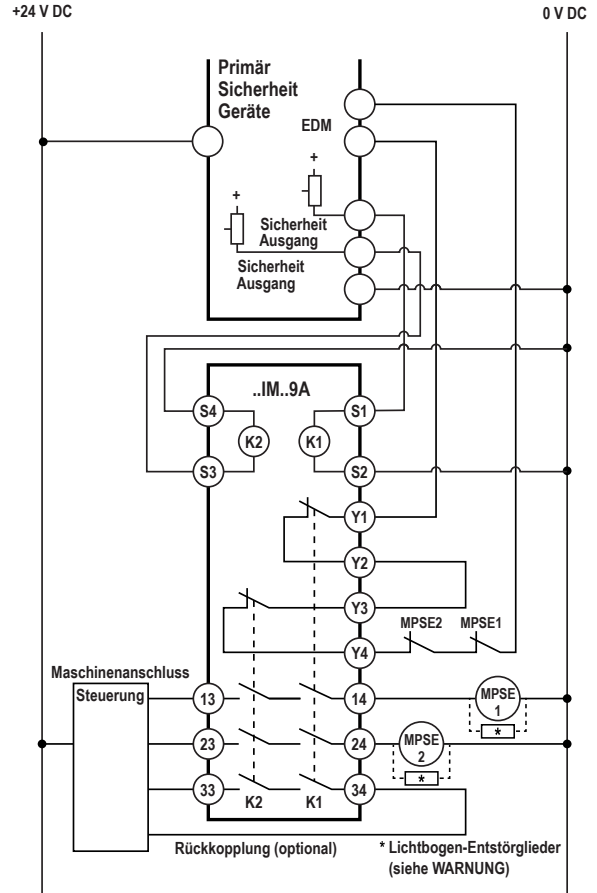 +24 V DC
0 V DC
Primär
Sicherheit
Geräte
EDM
+
+
Sicherheit
Ausgang
Sicherheit
Ausgang
..IM..9A
S4
S1
K2
K1
S3
S2
Y1
Y2
Y3
MPSE2
MPSE1
Y4
Maschinenanschluss
Steuerung
13
14
MPSE
1
*
23
24
MPSE
2
*
33
K2
K1
34
Rückkopplung (optional)
* Lichtbogen-Entstörglieder
(siehe WARNUNG)